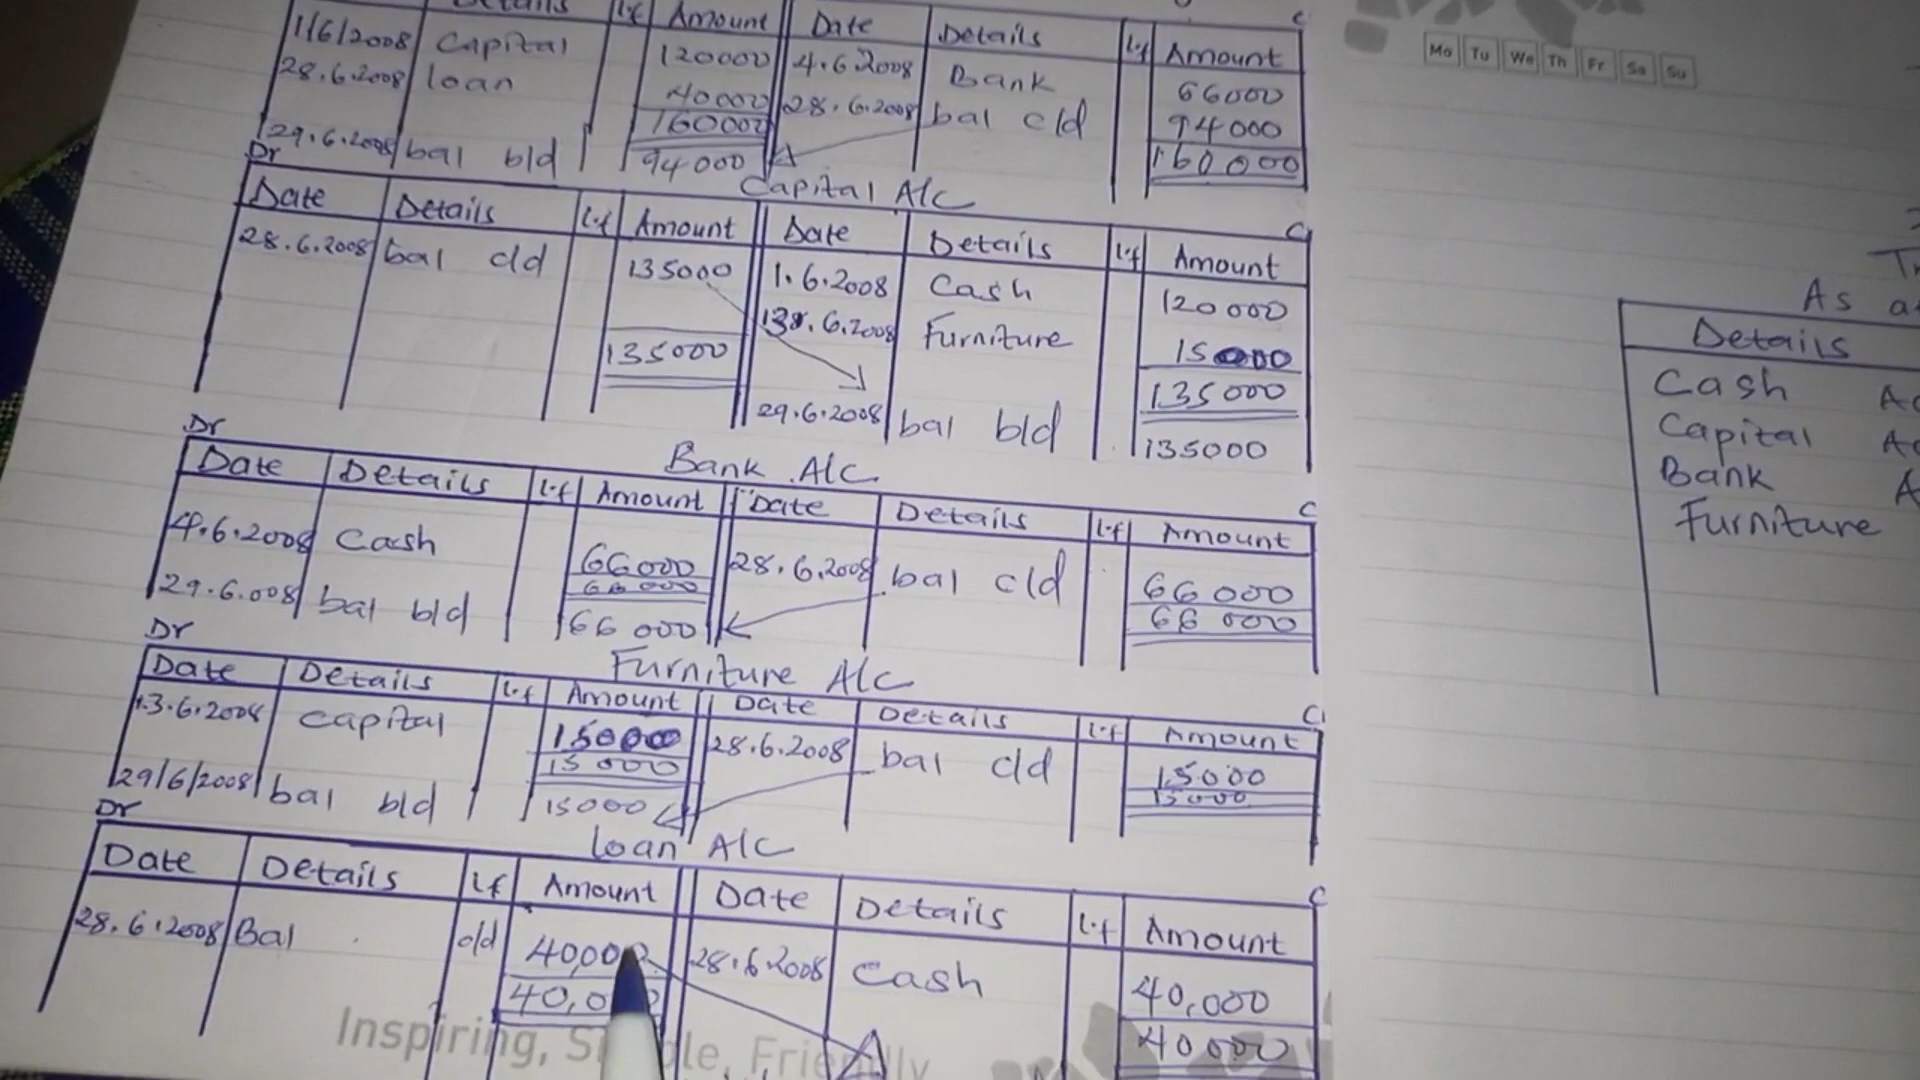 Details L.f Amount Date Details L.f Amount
1/6/2008 Capital 120000 4.6.2008 Bank 66000
28.6.2008 loan 40000 28.6.2008 bal c/d 94000
160000 160000
29.6.2008 bal b/d 94000
Dr Capital A/C C
Date Details L.f Amount Date Details L.f Amount
28.6.2008 bal c/d 135000 1.6.2008 Cash 120000
13.6.2008 Furniture 15000
135000 135000
29.6.2008 bal b/d 135000
Dr Bank A/C C
Date Details L.f Amount Date Details L.f Amount
4.6.2008 Cash 66000 28.6.2008 bal c/d 66000
66000 66000
29.6.008 bal b/d 66000
Dr Furniture A/C C
Date Details L.f Amount Date Details L.f Amount
13.6.2008 Capital 15000 28.6.2008 bal c/d 15000
15000 15000
29/6/2008 bal b/d 15000
Dr loan A/C C
Date Details L.f Amount Date Details L.f Amount
28.6.2008 Bal c/d 40,000 28.6.2008 Cash 40,000
40000
Inspiring, Friendly
Mo Tu We Th Fr Sa Su
As a
Details
Cash Ac
Capital Ac
Bank A
Furniture